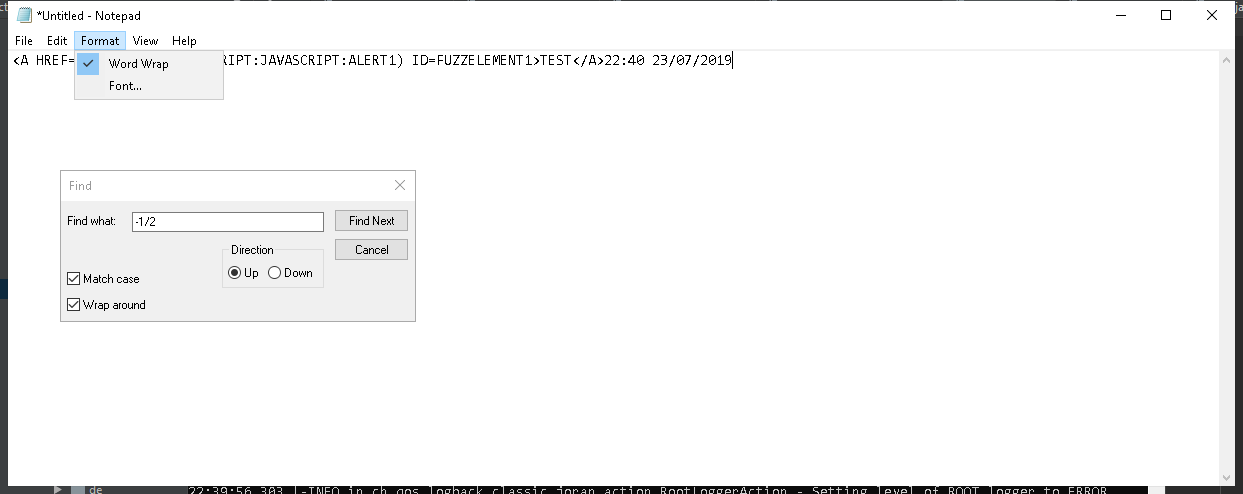 *Untitled - Notepad
File Edit Format View Help
<A HREF= RIPT:JAVASCRIPT:ALERT1) ID=FUZZELEMENT1>TEST</A>22:40 23/07/2019
Word Wrap
Font...
Find
Find what: -1/2 Find Next
Direction Cancel
Up Down
Match case
Wrap around
de 22:39:56,303 |-INFO in ch.qos.logback.classic.joran.action.RootLoggerAction - Setting level of ROOT logger to ERROR